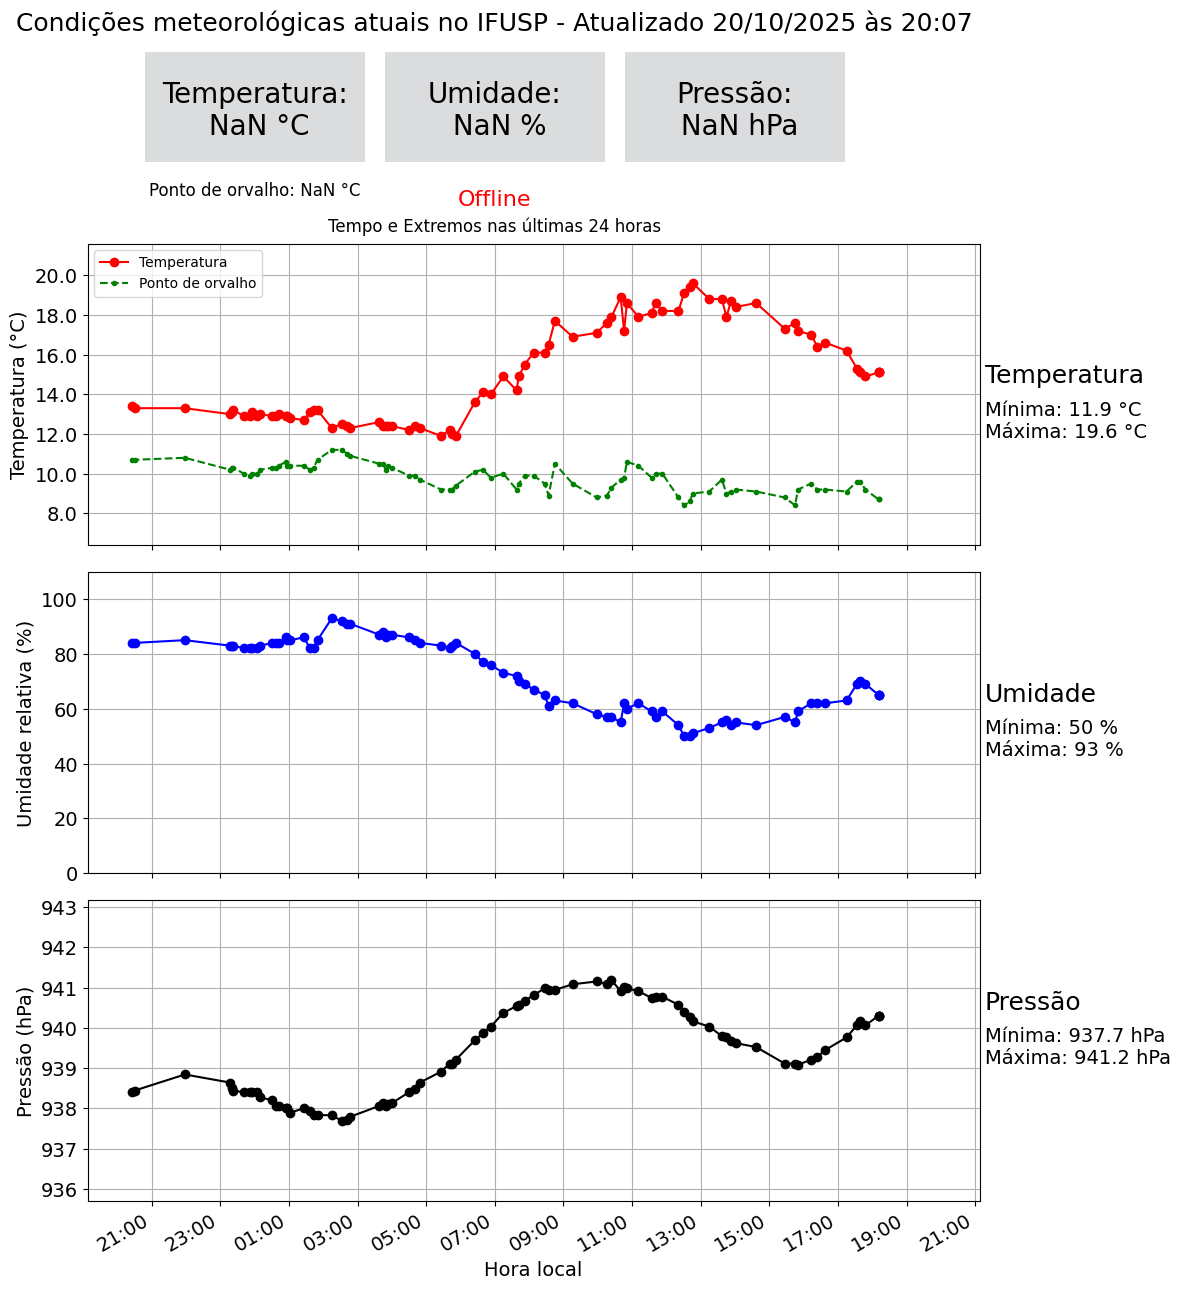 Condições meteorológicas atuais no IFUSP - Atualizado 20/10/2025 às 20:07
Temperatura:
NaN °C
Umidade:
NaN %
Pressão:
NaN hPa
Ponto de orvalho: NaN °C
Offline
Tempo e Extremos nas últimas 24 horas
Temperatura
Ponto de orvalho
20.0
18.0
16.0
14.0
12.0
10.0
8.0
Temperatura (°C)
Temperatura
Mínima: 11.9 °C
Máxima: 19.6 °C
100
80
60
40
20
0
Umidade relativa (%)
Umidade
Mínima: 50 %
Máxima: 93 %
943
942
941
940
939
938
937
936
Pressão (hPa)
Pressão
Mínima: 937.7 hPa
Máxima: 941.2 hPa
21:00 23:00 01:00 03:00 05:00 07:00 09:00 11:00 13:00 15:00 17:00 19:00 21:00
Hora local